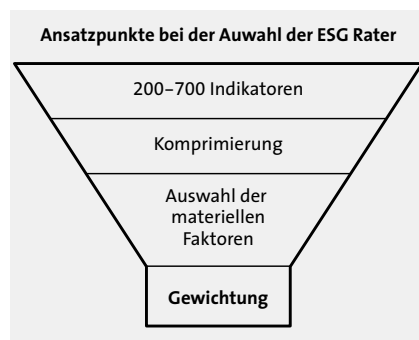 Ansatzpunkte bei der Auwahl der ESG Rater
200–700 Indikatoren
Komprimierung
Auswahl der
materiellen
Faktoren
Gewichtung